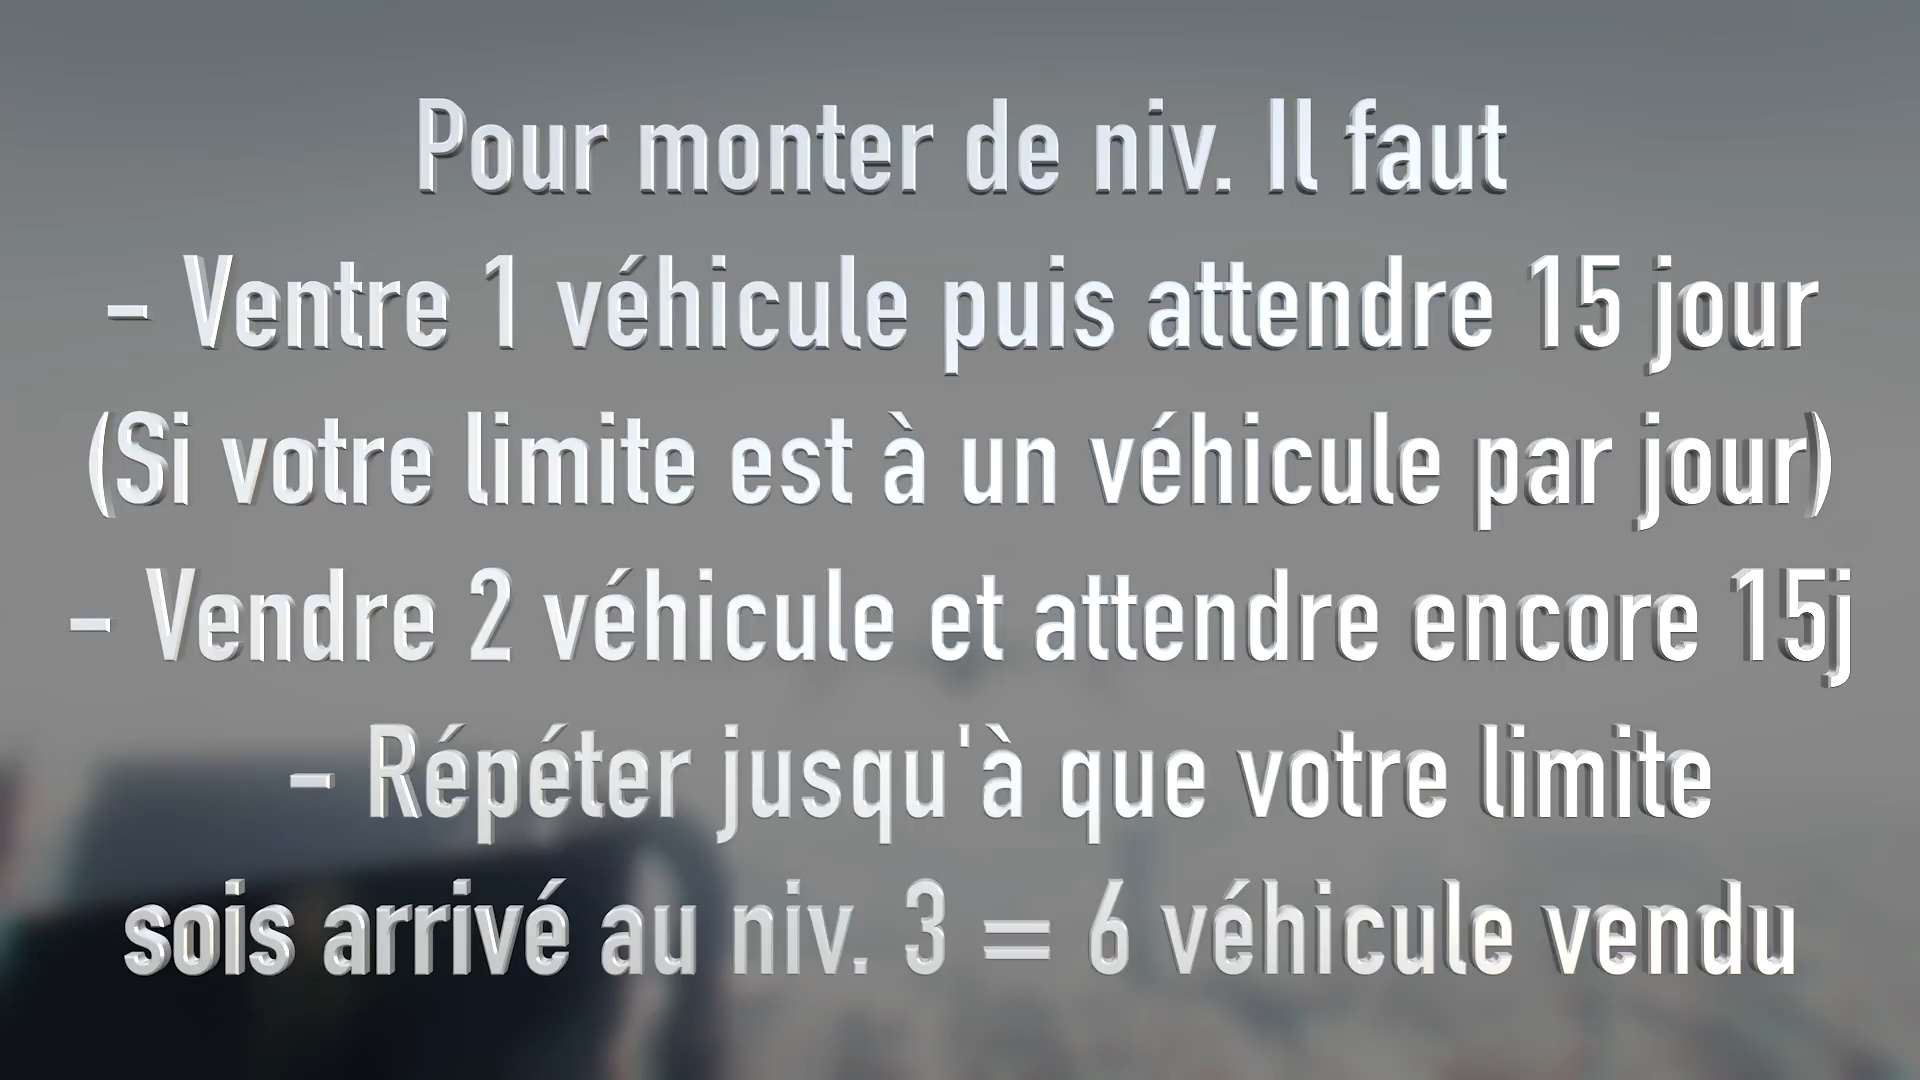 Pour monter de niv. Il faut
- Ventre 1 véhicule puis attendre 15 jour
(Si votre limite est à un véhicule par jour)
- Vendre 2 véhicule et attendre encore 15j
- Répéter jusqu'à que votre limite
sois arrivé au niv. 3 = 6 véhicule vendu